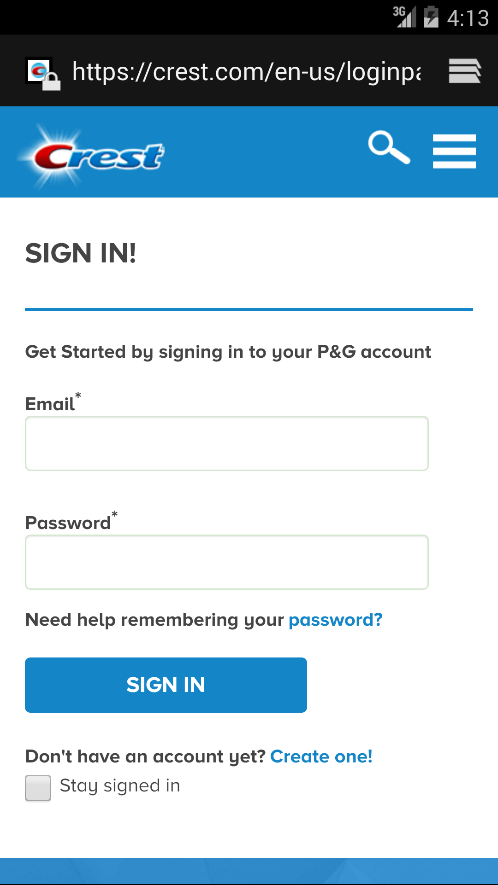 3G 4:13
https://crest.com/en-us/loginpa
Crest
SIGN IN!
Get Started by signing in to your P&G account
Email*
Password*
Need help remembering your password?
SIGN IN
Don't have an account yet? Create one!
Stay signed in